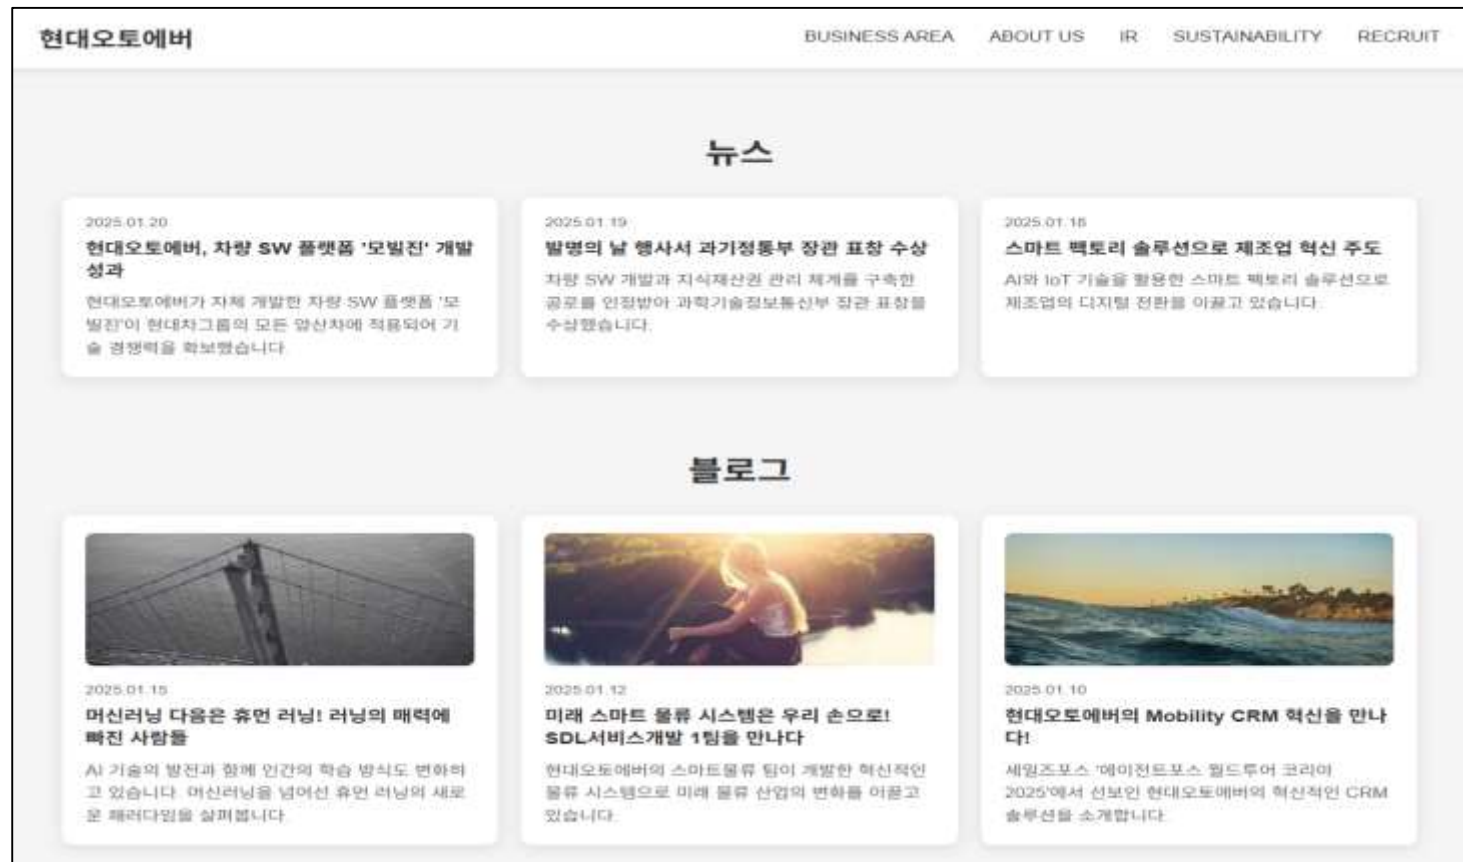 현대오토에버
BUSINESS AREA ABOUT US IR SUSTAINABILITY RECRUIT
뉴스
2025.01.20
현대오토에버, 차량 SW 플랫폼 '모빌진' 개발
성과
현대오토에버가 자체 개발한 차량 SW 플랫폼 '모
빌진'이 현대차그룹의 모든 양산차에 적용되어 기
술 경쟁력을 확보했습니다.
2025.01.19
발명의 날 행사서 과기정통부 장관 표창 수상
차량 SW 개발과 지식재산권 관리 체계를 구축한
공로를 인정받아 과학기술정보통신부 장관 표창을
수상했습니다.
2025.01.18
스마트 팩토리 솔루션으로 제조업 혁신 주도
AI와 IoT 기술을 활용한 스마트 팩토리 솔루션으로
제조업의 디지털 전환을 이끌고 있습니다.
블로그
2025.01.15
머신러닝 다음은 휴먼 러닝! 러닝의 매력에
빠진 사람들
AI 기술의 발전과 함께 인간의 학습 방식도 변화하
고 있습니다. 머신러닝을 넘어선 휴먼 러닝의 새로
운 패러다임을 살펴봅니다.
2025.01.12
미래 스마트 물류 시스템은 우리 손으로!
SDL서비스개발 1팀을 만나다
현대오토에버의 스마트물류 팀이 개발한 혁신적인
물류 시스템으로 미래 물류 산업의 변화를 이끌고
있습니다.
2025.01.10
현대오토에버의 Mobility CRM 혁신을 만나
다!
세일즈포스 '에이전트포스 월드투어 코리아
2025'에서 선보인 현대오토에버의 혁신적인 CRM
솔루션을 소개합니다.